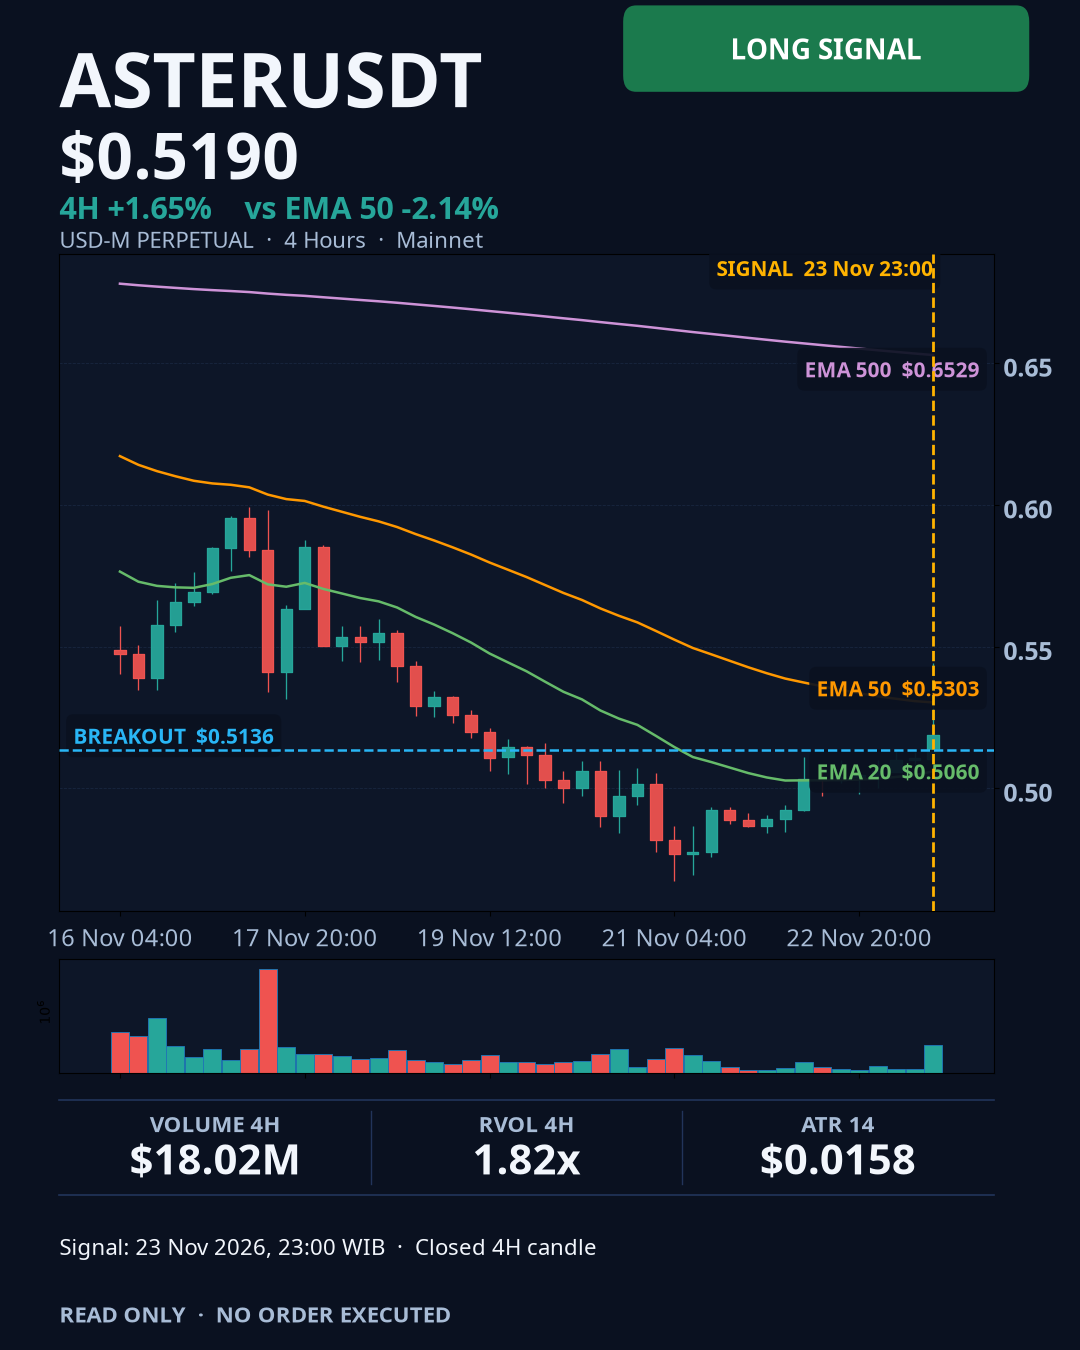 LONG SIGNAL
ASTERUSDT
$0.5190
4H +1.65% vs EMA 50 -2.14%
USD-M PERPETUAL · 4 Hours · Mainnet
SIGNAL 23 Nov 23:00
EMA 500 $0.6529
0.65
0.60
0.55
EMA 50 $0.5303
BREAKOUT $0.5136
EMA 20 $0.5060
0.50
16 Nov 04:00 17 Nov 20:00 19 Nov 12:00 21 Nov 04:00 22 Nov 20:00
10⁶
VOLUME 4H RVOL 4H ATR 14
$18.02M 1.82x $0.0158
Signal: 23 Nov 2026, 23:00 WIB · Closed 4H candle
READ ONLY · NO ORDER EXECUTED